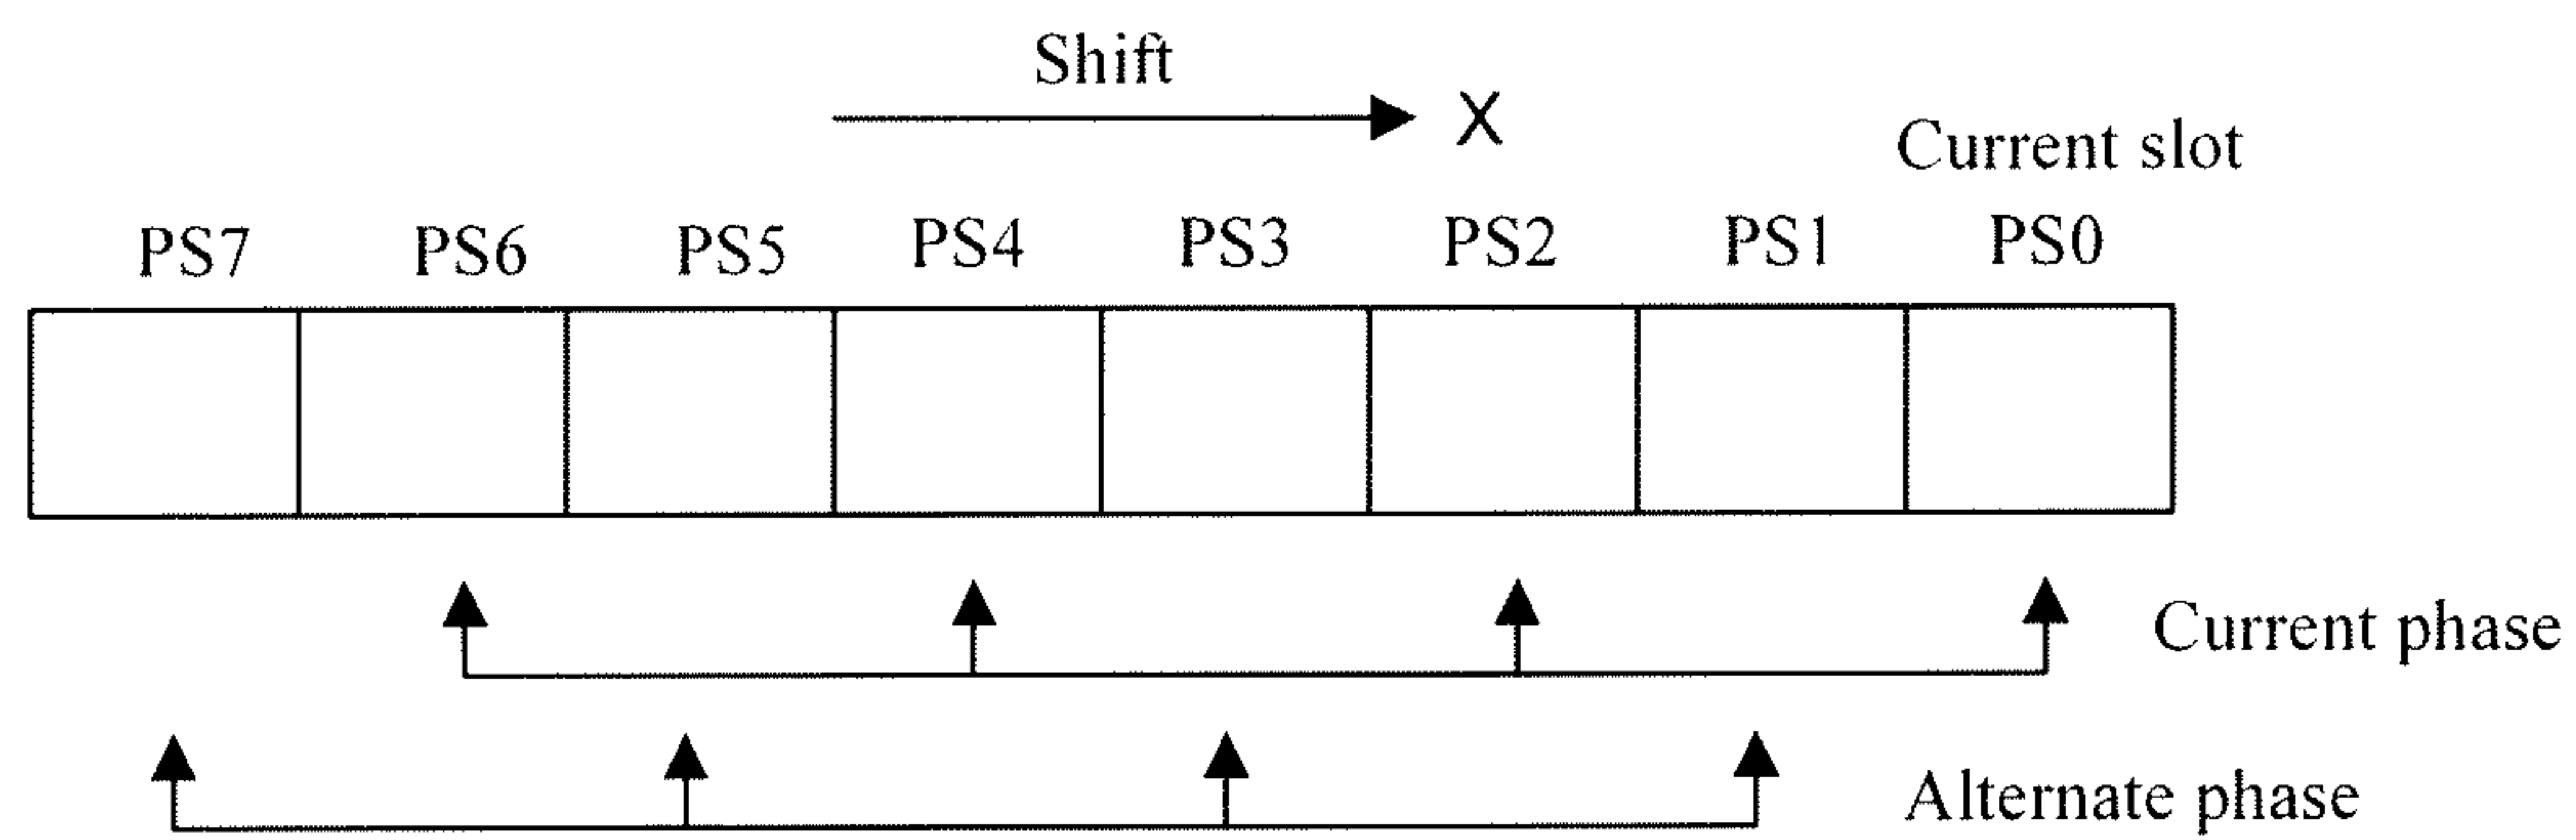 Shift
X
Current slot
PS7 PS6 PS5 PS4 PS3 PS2 PS1 PS0
Current phase
Alternate phase